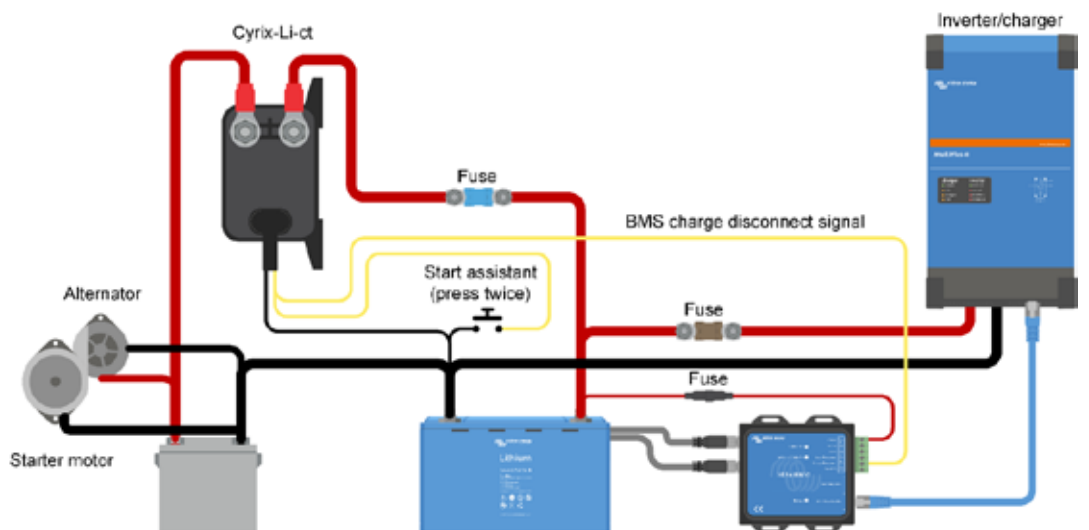 Inverter/charger
Cyrix-Li-ct
Fuse
BMS charge disconnect signal
Start assistant
(press twice)
Alternator
Fuse
Fuse
Starter motor
Lithium